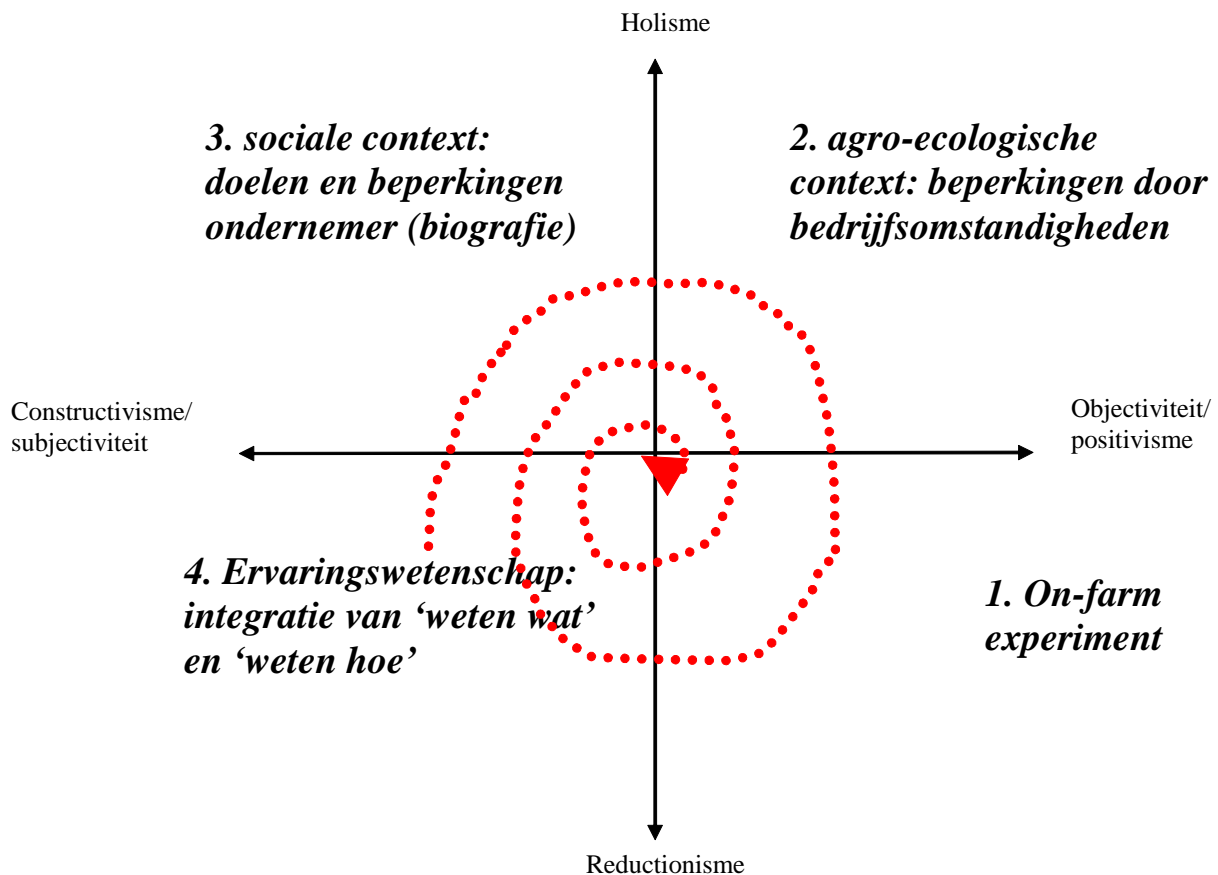 Holisme
3. sociale context:
doelen en beperkingen
ondernemer (biografie)
2. agro-ecologische
context: beperkingen door
bedrijfsomstandigheden
Constructivisme/
subjectiviteit
Objectiviteit/
positivisme
4. Ervaringswetenschap:
integratie van ‘weten wat’
en ‘weten hoe’
1. On-farm
experiment
Reductionisme